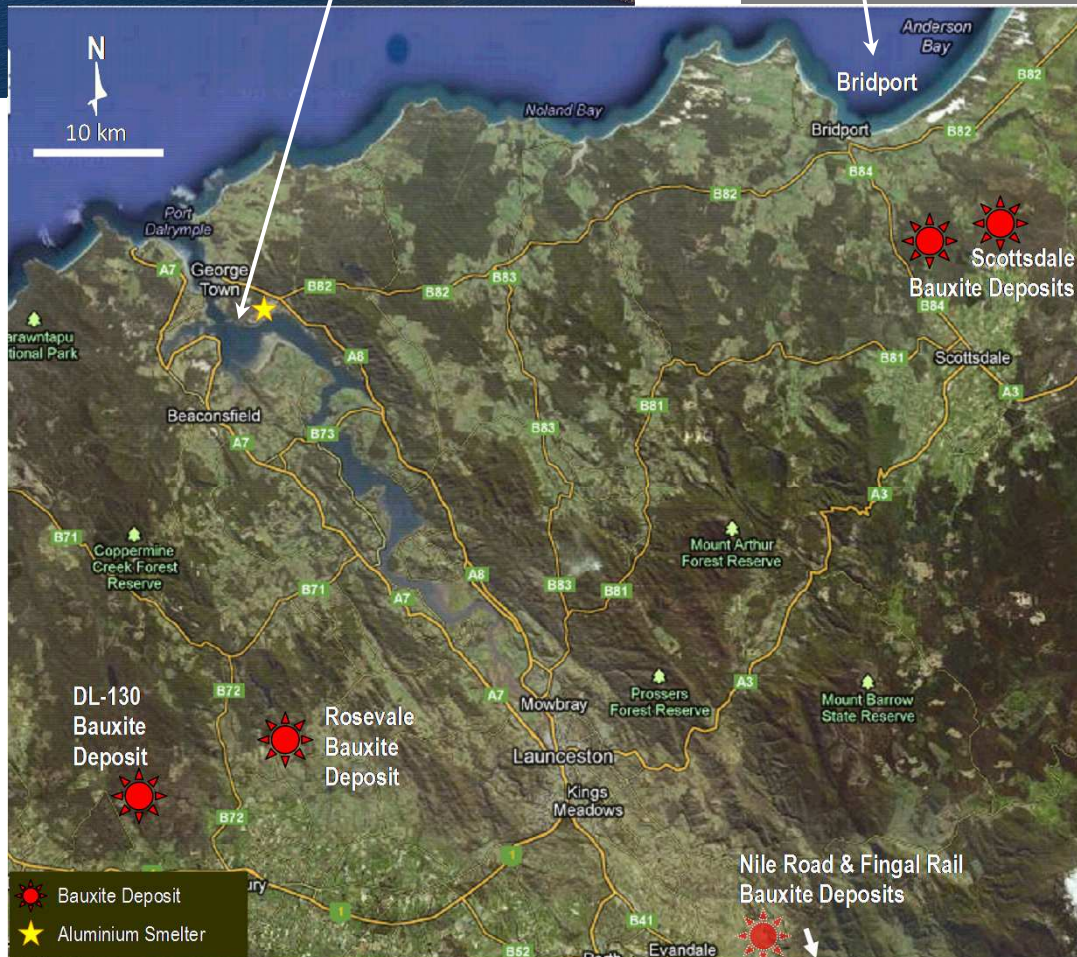 N
10 km
Anderson
Bay
Bridport
B82
Noland Bay
Bridport
B82
B84
B82
Port
Dalrymple
A7
George
Town
B82
B82
B83
Scottsdale
Bauxite Deposits
B84
A8
B81
Scottsdale
A3
B81
Beaconsfield
A7
B73
B83
A3
B71
Coppermine
Creek Forest
Reserve
Mount Arthur
Forest Reserve
B71
A7
A8
B83
B81
B72
DL-130
Bauxite
Deposit
Rosevale
Bauxite
Deposit
A7
Mowbray
Prossers
Forest Reserve
A3
Mount Barrow
State Reserve
Launceston
Kings
Meadows
B72
1
Nile Road & Fingal Rail
Bauxite Deposits
Bauxite Deposit
Aluminium Smelter
1
B41
B52
Evandale